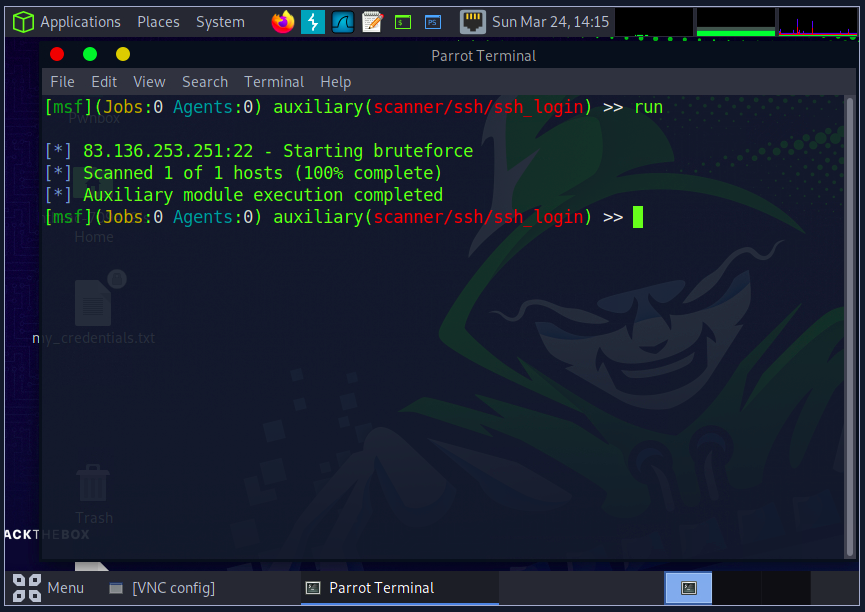 Applications Places System Sun Mar 24, 14:15
Parrot Terminal
File Edit View Search Terminal Help
[msf](Jobs:0 Agents:0) auxiliary(scanner/ssh/ssh_login) >> run
[*] 83.136.253.251:22 - Starting bruteforce
[*] Scanned 1 of 1 hosts (100% complete)
[*] Auxiliary module execution completed
[msf](Jobs:0 Agents:0) auxiliary(scanner/ssh/ssh_login) >>
Home
my_credentials.txt
Trash
ACKTHEBOX
Menu [VNC config] Parrot Terminal